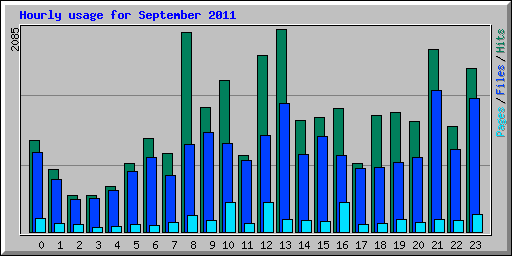 Hourly usage for September 2011
2085
Pages / Files / Hits
0 1 2 3 4 5 6 7 8 9 10 11 12 13 14 15 16 17 18 19 20 21 22 23